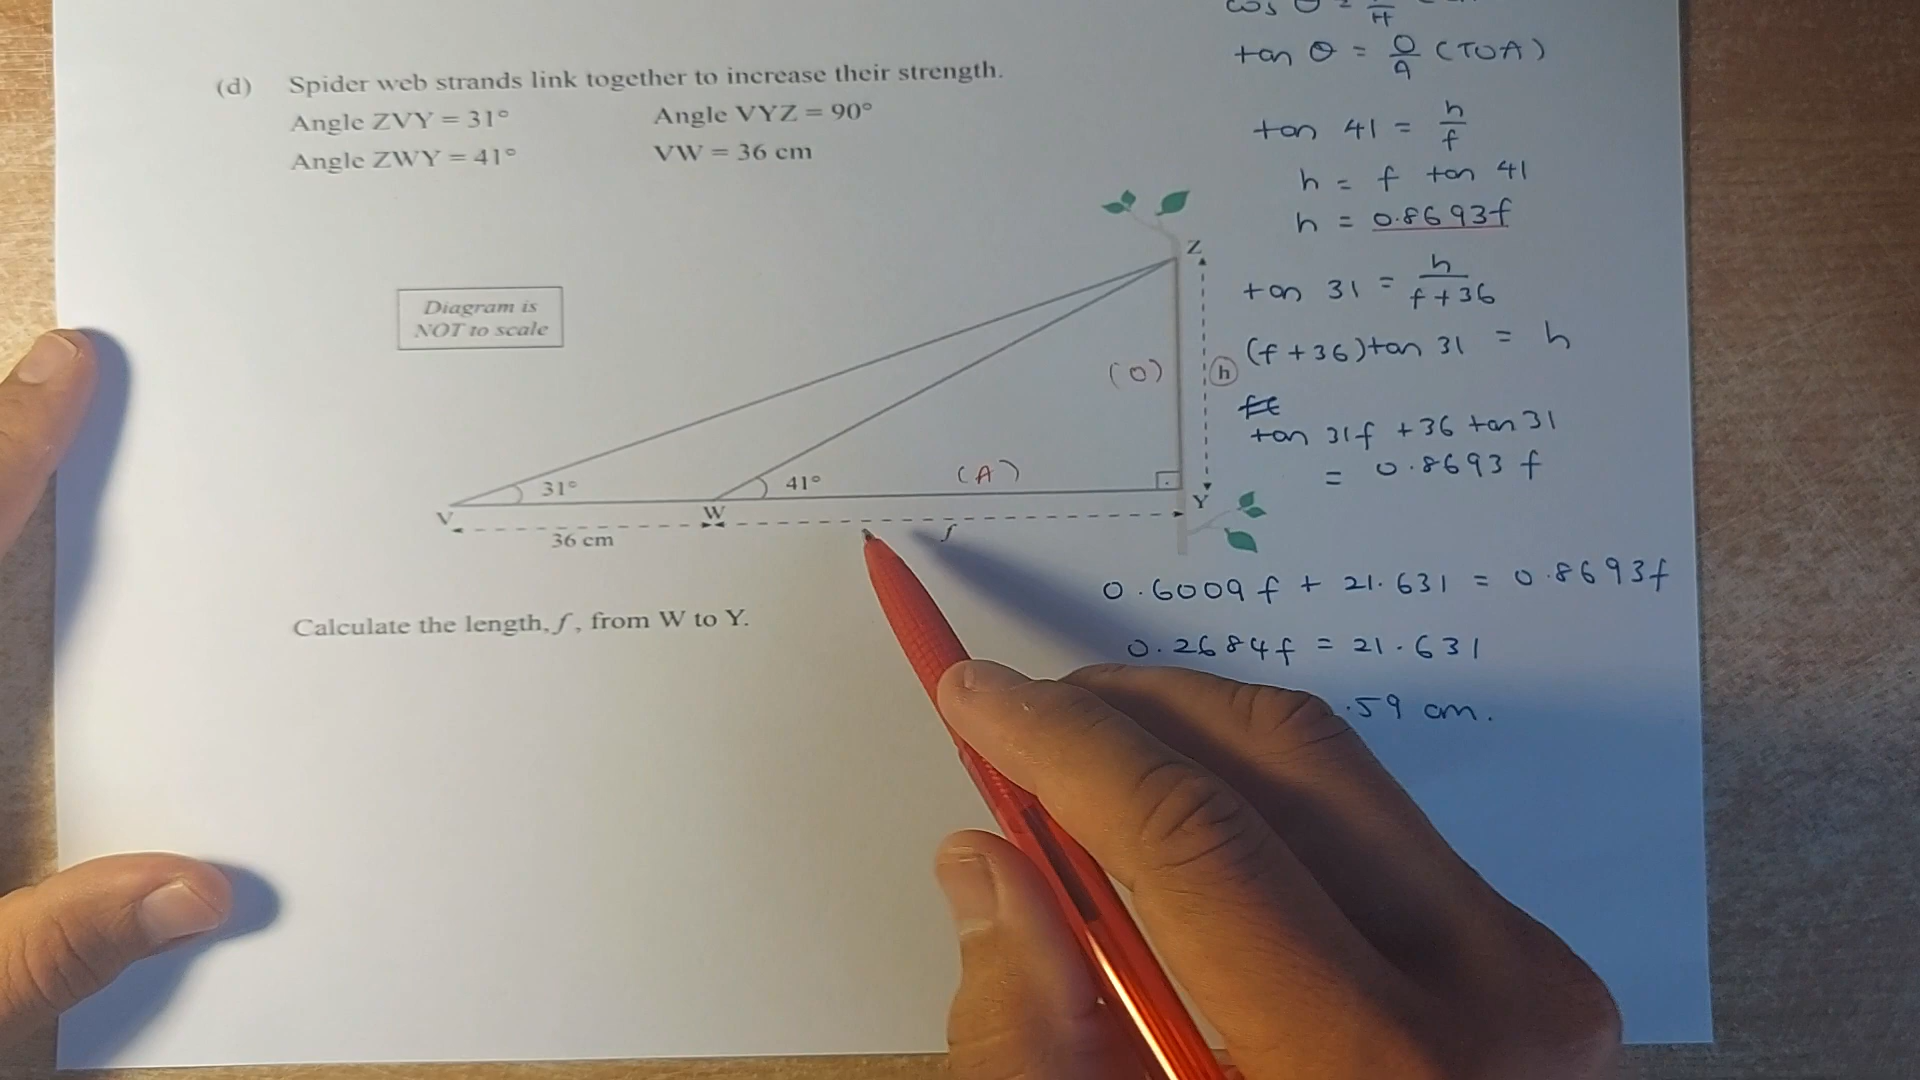 (d) Spider web strands link together to increase their strength.
Angle ZVY = 31° Angle VYZ = 90°
Angle ZWY = 41° VW = 36 cm
Diagram is
NOT to scale
Z
(O)
h
31°
41°
(A)
V
W
Y
36 cm
f
Calculate the length, f, from W to Y.
tan θ = O/A (TOA)
tan 41 = h/f
h = f tan 41
h = 0.8693f
tan 31 = h/f+36
(f+36)tan 31 = h
tan 31f + 36 tan 31
= 0.8693 f
0.6009f + 21.631 = 0.8693f
0.2684f = 21.631
.59 cm.